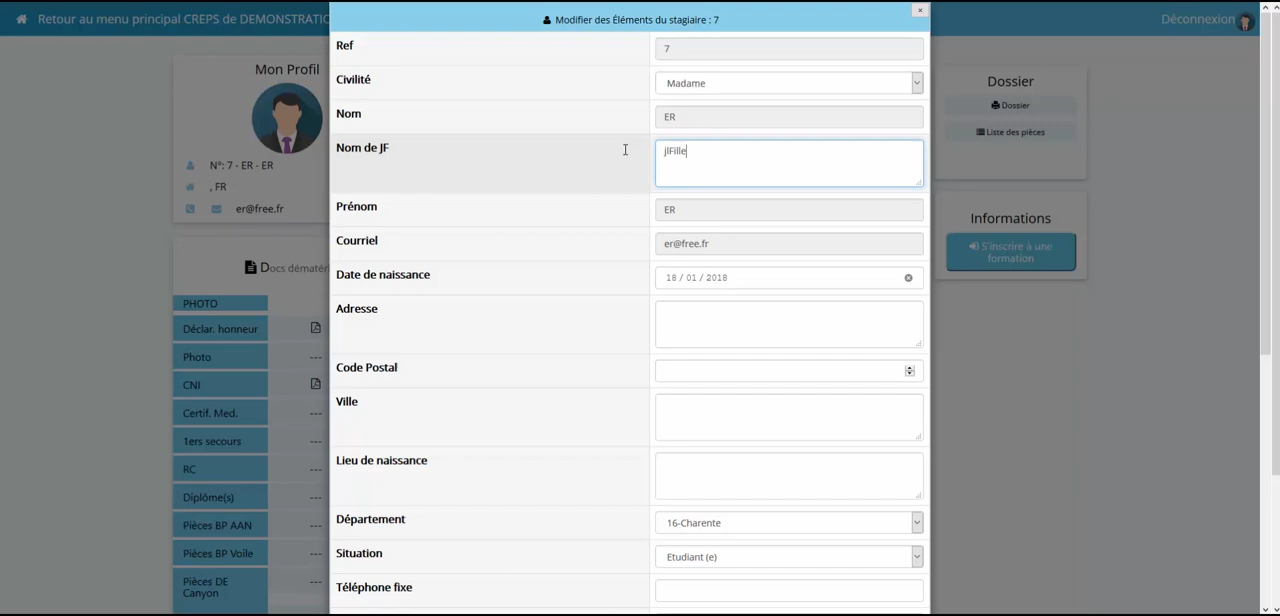 Retour au menu principal CREPS de DEMONSTRATIO
Déconnexion
Mon Profil
N°: 7 - ER - ER
, FR
er@free.fr
Docs dématéri
PHOTO
Déclar. honneur
Photo ---
CNI
Certif. Med. ---
1ers secours ---
RC ---
Diplôme(s) ---
Pièces BP AAN ---
Pièces BP Voile ---
Pièces DE ---
Canyon
Modifier des Éléments du stagiaire : 7
×
Ref 7
Civilité Madame
Nom ER
Nom de JF jlFille
Prénom ER
Courriel er@free.fr
Date de naissance 18 / 01 / 2018
Adresse
Code Postal
Ville
Lieu de naissance
Département 16-Charente
Situation Etudiant (e)
Téléphone fixe
Dossier
Dossier
Liste des pièces
Informations
S'inscrire à une
formation